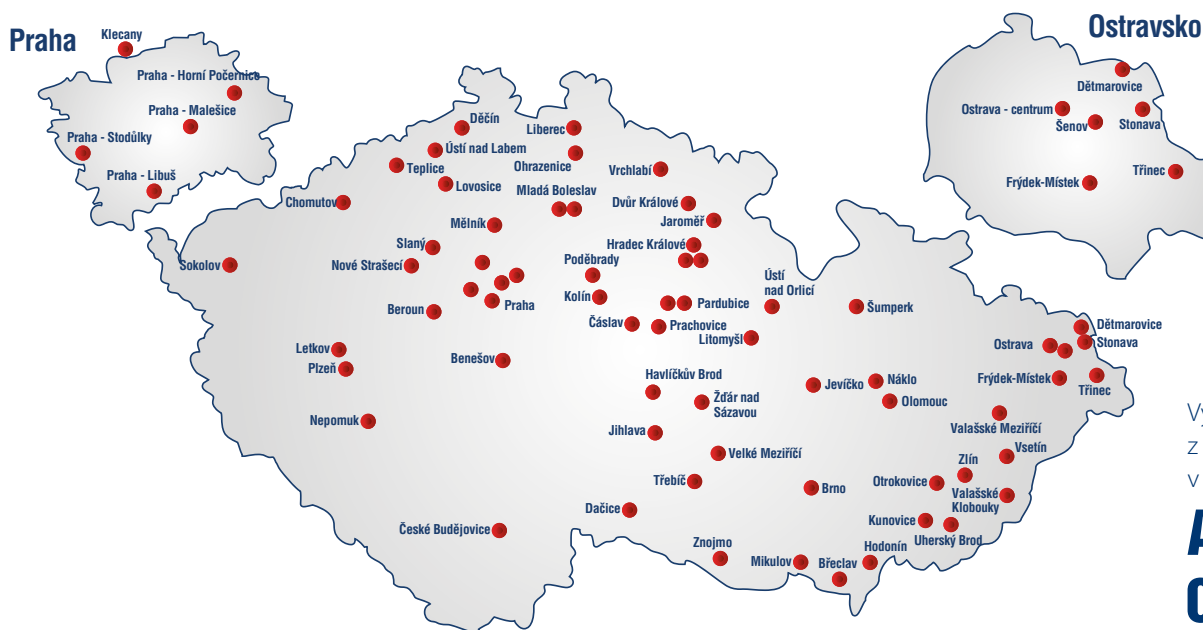 Praha
Klecany
Praha - Horní Počernice
Praha - Malešice
Praha - Stodůlky
Praha - Libuš
Ostravsko
Dětmarovice
Ostrava - centrum
Šenov
Stonava
Třinec
Frýdek-Místek
Děčín
Liberec
Ústí nad Labem
Ohrazenice
Teplice
Vrchlabí
Lovosice
Mladá Boleslav
Chomutov
Dvůr Králové
Jaroměř
Mělník
Slaný
Hradec Králové
Sokolov
Nové Strašecí
Poděbrady
Ústí
nad Orlicí
Kolín
Praha
Pardubice
Beroun
Šumperk
Čáslav
Prachovice
Litomyšl
Dětmarovice
Ostrava
Stonava
Letkov
Plzeň
Benešov
Havlíčkův Brod
Jevíčko
Náklo
Frýdek-Místek
Třinec
Žďár nad
Sázavou
Olomouc
Nepomuk
Valašské Meziříčí
Jihlava
Velké Meziříčí
Vsetín
Zlín
Třebíč
Brno
Otrokovice
Valašské
Klobouky
Dačice
Kunovice
Uherský Brod
České Budějovice
Znojmo
Mikulov
Břeclav
Hodonín
Vy
z
v
A